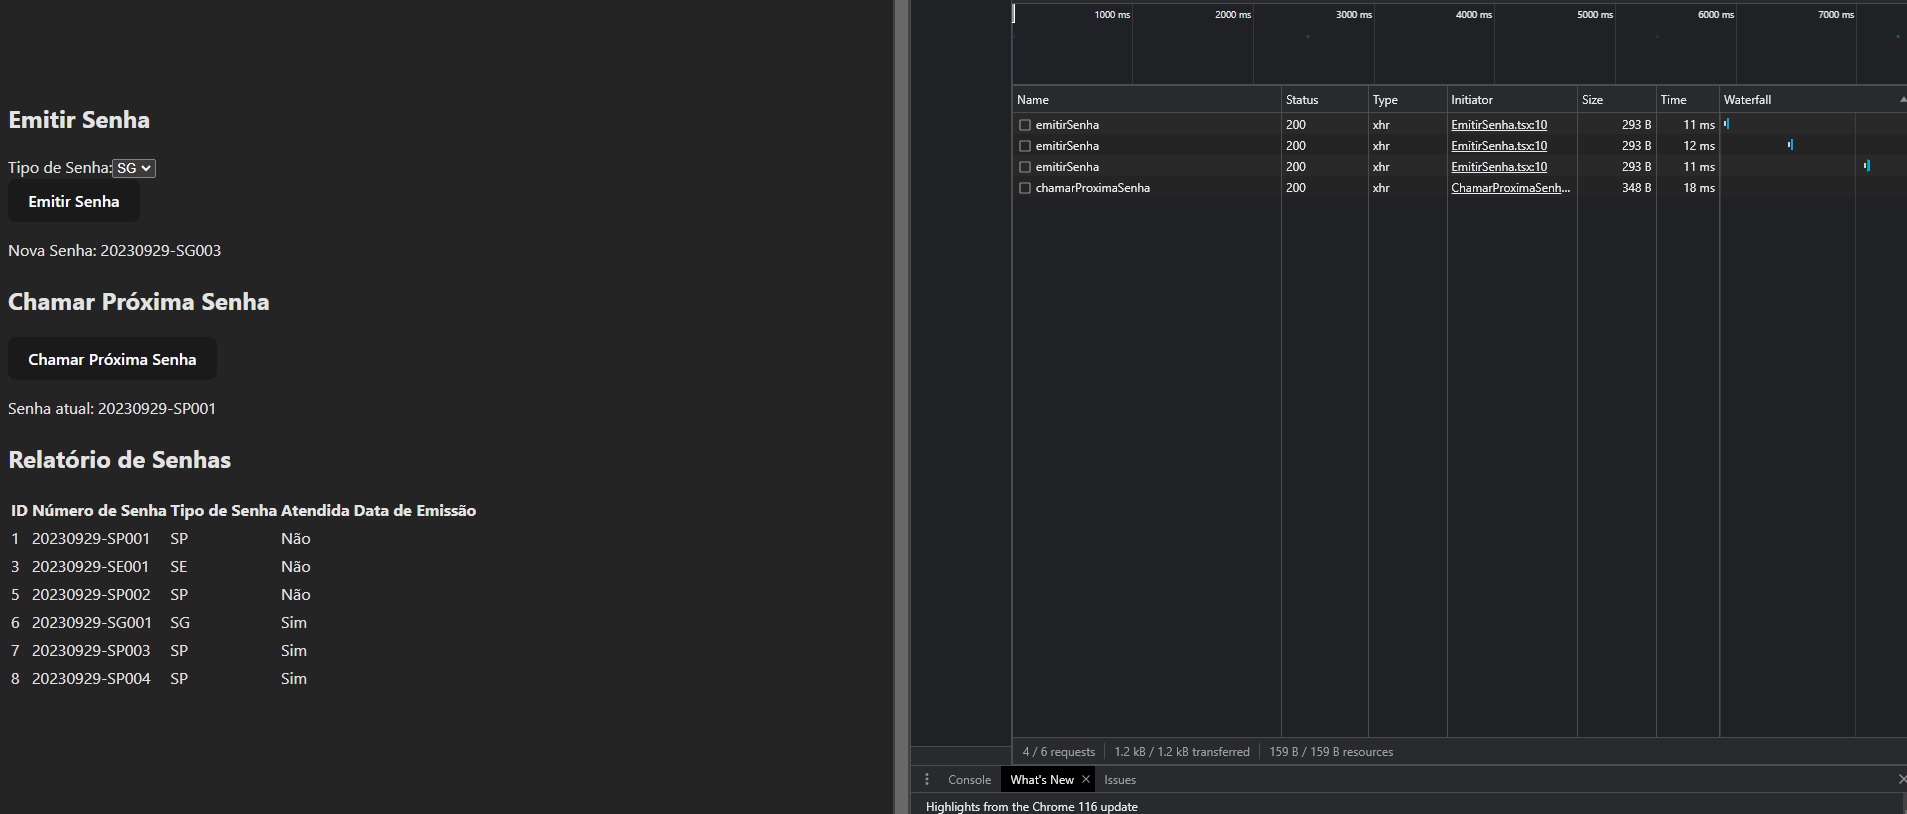 Emitir Senha
Tipo de Senha: SG
Emitir Senha
Nova Senha: 20230929-SG003
Chamar Próxima Senha
Chamar Próxima Senha
Senha atual: 20230929-SP001
Relatório de Senhas
ID Número de Senha Tipo de Senha Atendida Data de Emissão
1 20230929-SP001 SP Não
3 20230929-SE001 SE Não
5 20230929-SP002 SP Não
6 20230929-SG001 SG Sim
7 20230929-SP003 SP Sim
8 20230929-SP004 SP Sim
1000 ms 2000 ms 3000 ms 4000 ms 5000 ms 6000 ms 7000 ms
Name Status Type Initiator Size Time Waterfall
emitirSenha 200 xhr EmitirSenha.tsx:10 293 B 11 ms
emitirSenha 200 xhr EmitirSenha.tsx:10 293 B 12 ms
emitirSenha 200 xhr EmitirSenha.tsx:10 293 B 11 ms
chamarProximaSenha 200 xhr ChamarProximaSenh... 348 B 18 ms
4 / 6 requests 1.2 kB / 1.2 kB transferred 159 B / 159 B resources
Console What's New Issues
Highlights from the Chrome 116 update